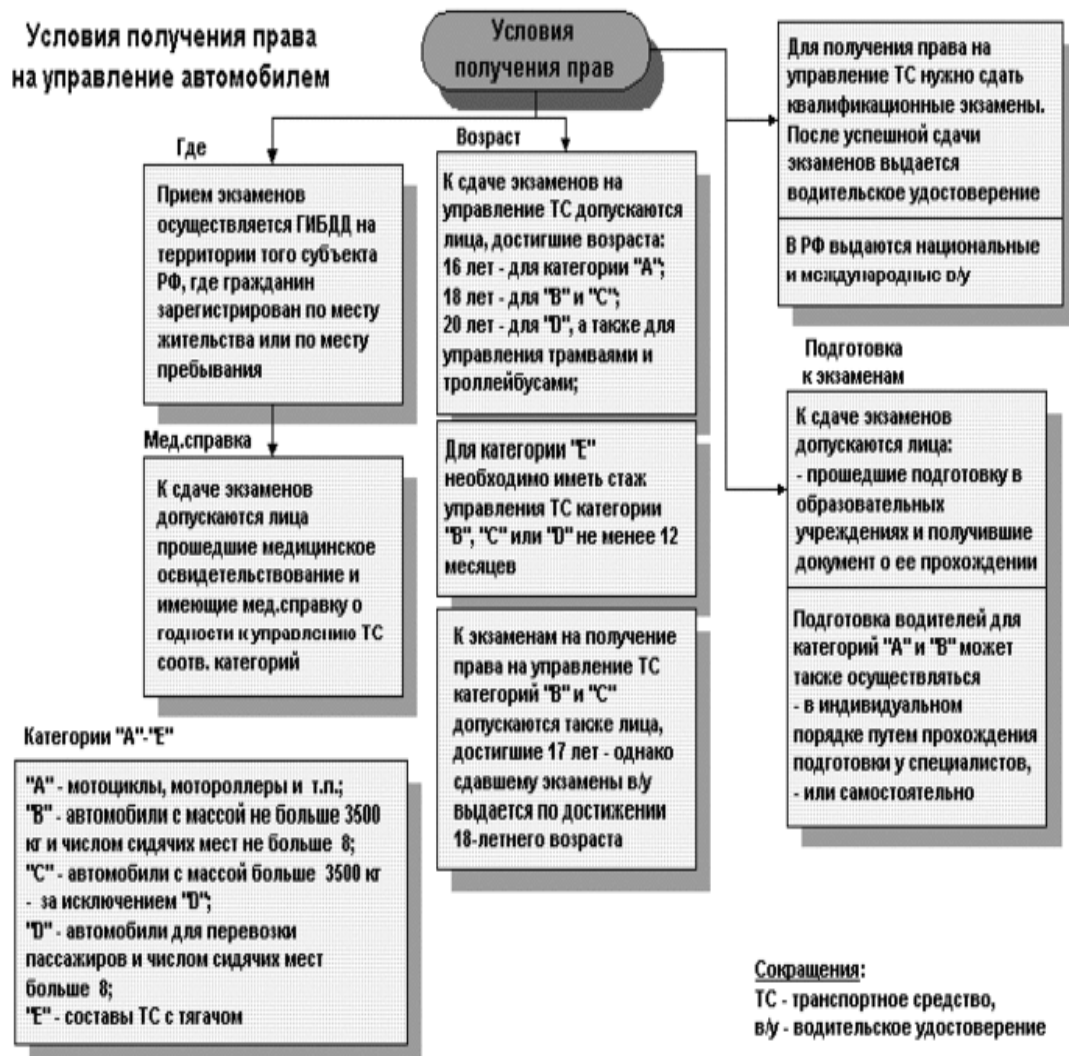 Условия получения права
на управление автомобилем
Условия
получения прав
Где
Прием экзаменов
осуществляется ГИБДД на
территории того субъекта
РФ, где гражданин
зарегистрирован по месту
жительства или по месту
пребывания
Мед.справка
К сдаче экзаменов
допускаются лица
прошедшие медицинское
освидетельствование и
имеющие мед.справку о
годности к управлению ТС
соотв. категорий
Возраст
К сдаче экзаменов на
управление ТС допускаются
лица, достигшие возраста:
16 лет - для категории "А";
18 лет - для "В" и "С";
20 лет - для "D", а также для
управления трамваями и
троллейбусами;
Для категории "Е"
необходимо иметь стаж
управления ТС категории
"В", "С" или "D" не менее 12
месяцев
К экзаменам на получение
права на управление ТС
категорий "В" и "С"
допускаются также лица,
достигшие 17 лет - однако
сдавшему экзамены в/у
выдается по достижении
18-летнего возраста
Для получения права на
управление ТС нужно сдать
квалификационные экзамены.
После успешной сдачи
экзаменов выдается
водительское удостоверение
В РФ выдаются национальные
и международные в/у
Подготовка
к экзаменам
К сдаче экзаменов
допускаются лица:
- прошедшие подготовку в
образовательных
учреждениях и получившие
документ о ее прохождении
Подготовка водителей для
категорий "А" и "В" может
также осуществляться
- в индивидуальном
порядке путем прохождения
подготовки у специалистов,
- или самостоятельно
Категории "А"-"Е"
"А" - мотоциклы, мотороллеры и т.п.;
"В" - автомобили с массой не больше 3500
кг и числом сидячих мест не больше 8;
"С" - автомобили с массой больше 3500 кг
- за исключением "D";
"D" - автомобили для перевозки
пассажиров и числом сидячих мест
больше 8;
"Е" - составы ТС с тягачом
Сокращения:
ТС - транспортное средство,
в/у - водительское удостоверение